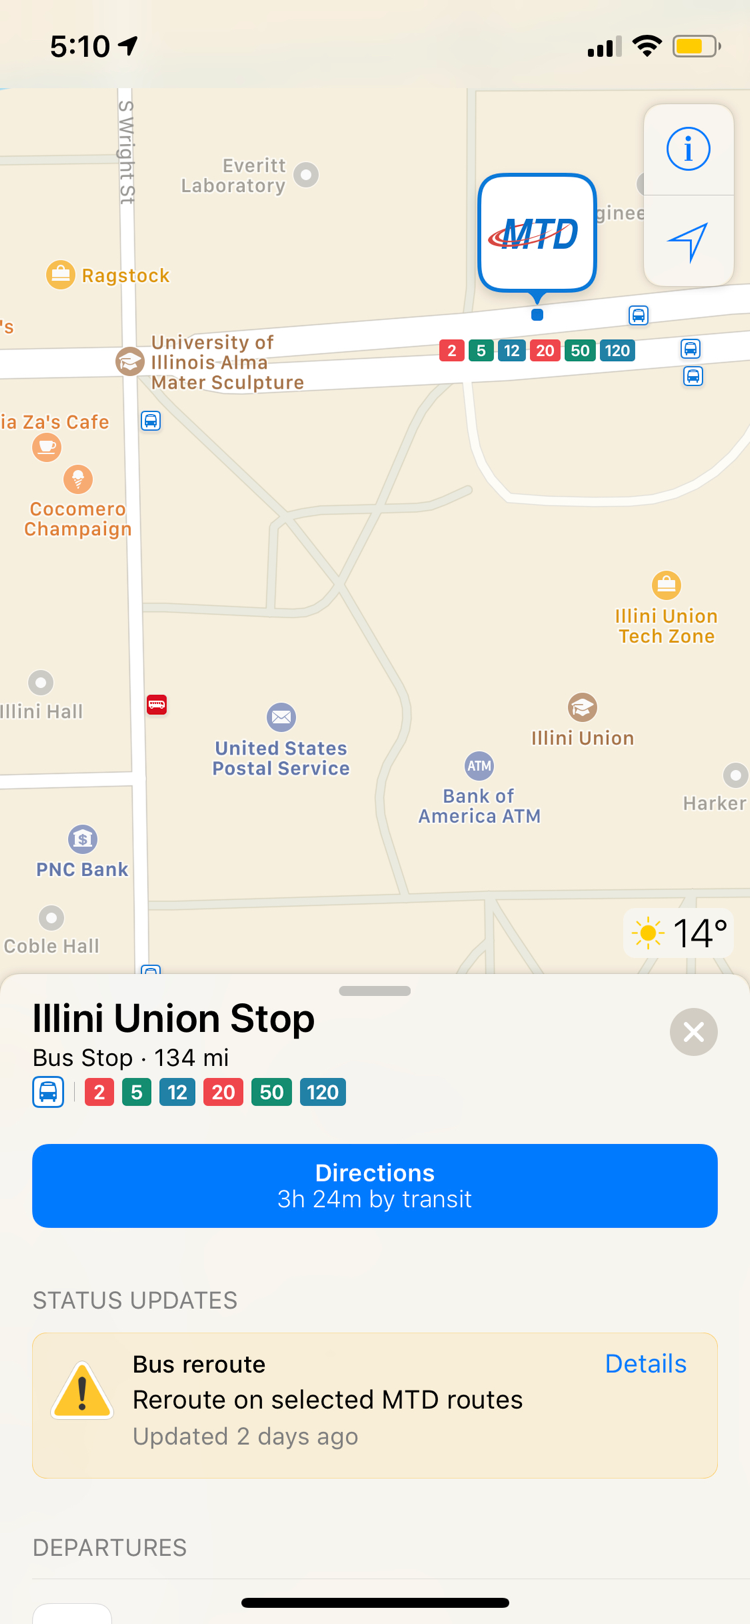 5:10
S Wright St
Everitt
Laboratory
MTD
ginee
Ragstock
's
University of
Illinois Alma
Mater Sculpture
2 5 12 20 50 120
ia Za's Cafe
Cocomero
Champaign
Illini Union
Tech Zone
Illini Hall
United States
Postal Service
Illini Union
ATM
Bank of
America ATM
Harker
PNC Bank
Coble Hall
14°
Illini Union Stop
Bus Stop · 134 mi
2 5 12 20 50 120
Directions
3h 24m by transit
STATUS UPDATES
Bus reroute
Details
Reroute on selected MTD routes
Updated 2 days ago
DEPARTURES